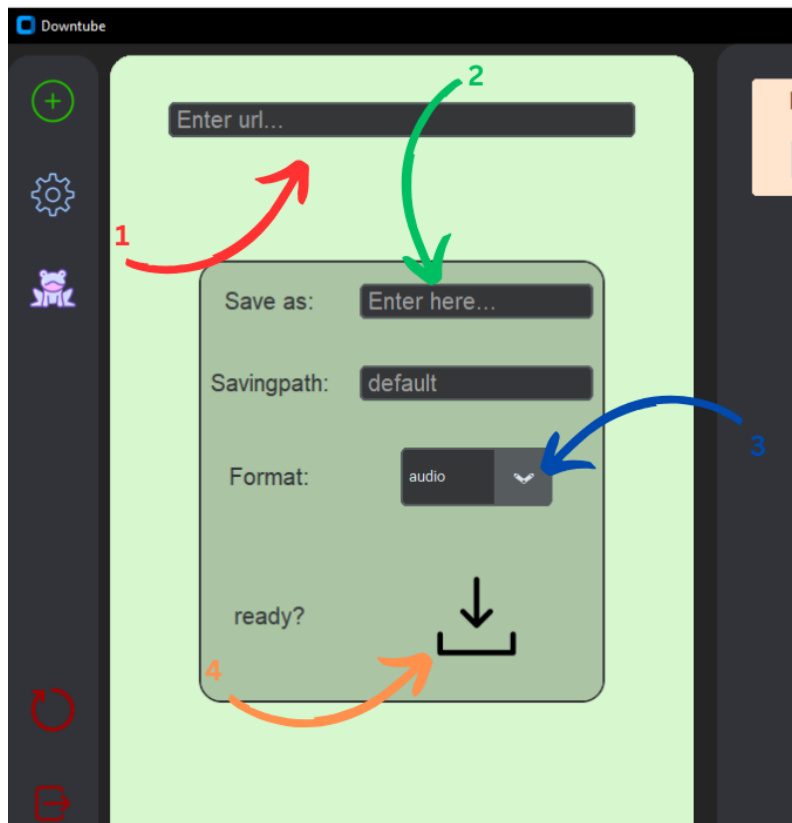 Downtube
2
Enter url...
1
Save as: Enter here...
Savingpath: default
3
Format: audio
ready?
4